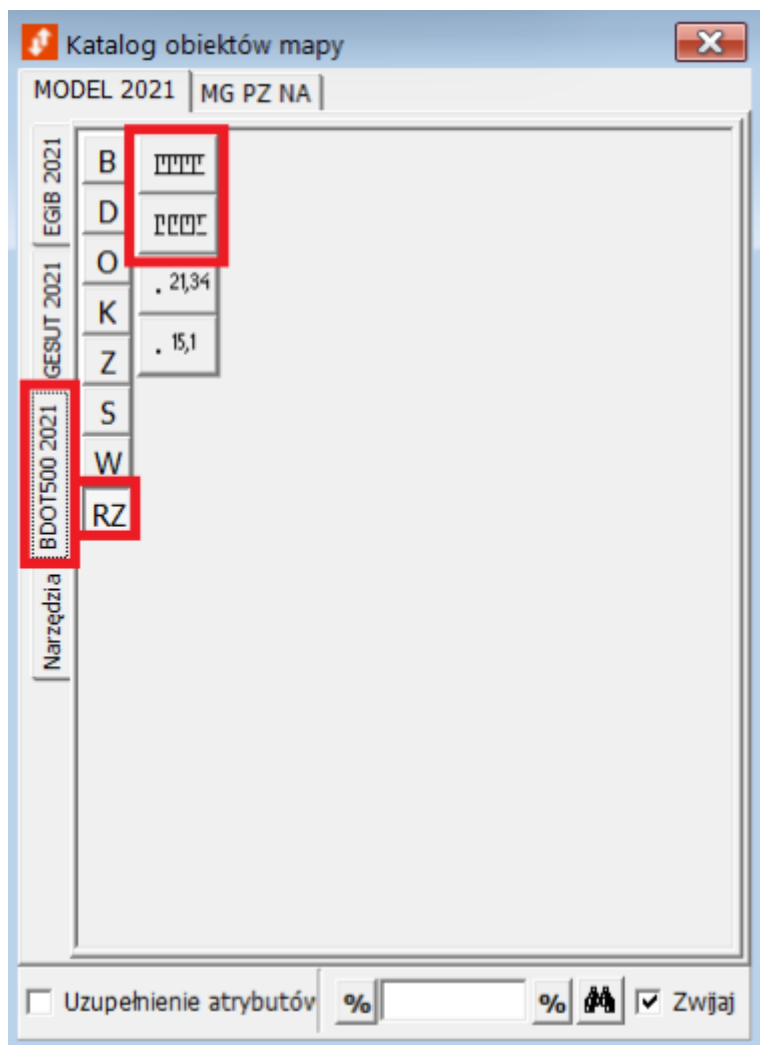 Katalog obiektów mapy
MODEL 2021
MG PZ NA
EGiB 2021
GESUT 2021
BDOT500 2021
Narzędzia
B
D
O
K
Z
S
W
RZ
. 21,34
. 15,1
Uzupełnienie atrybutów
%
%
Zwijaj